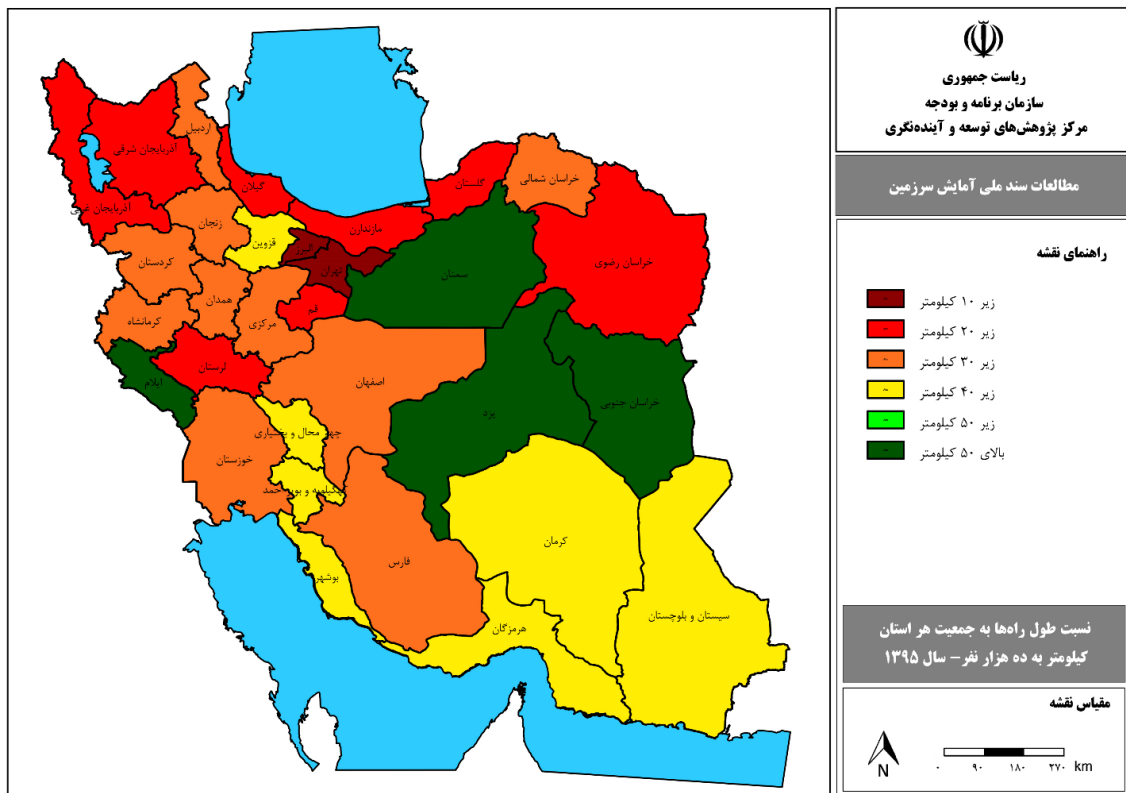 ریاست جمهوری
سازمان برنامه و بودجه
مرکز پژوهش‌های توسعه و آینده‌نگری
مطالعات سند ملی آمایش سرزمین
راهنمای نقشه
زیر ۱۰ کیلومتر
زیر ۲۰ کیلومتر
زیر ۳۰ کیلومتر
زیر ۴۰ کیلومتر
زیر ۵۰ کیلومتر
بالای ۵۰ کیلومتر
نسبت طول راه‌ها به جمعیت هر استان
کیلومتر به ده هزار نفر- سال ۱۳۹۵
مقیاس نقشه
N
۰ ۹۰ ۱۸۰ ۲۷۰ km
اردبیل
آذربایجان شرقی
خراسان شمالی
گلستان
گیلان
آذربایجان غربی
زنجان
مازندارن
قزوین
البرز
کردستان
خراسان رضوی
تهران
سمنان
همدان
قم
کرمانشاه
مرکزی
لرستان
ایلام
اصفهان
خراسان جنوبی
یزد
چهار محال و بختیاری
خوزستان
کهگیلویه و بویراحمد
کرمان
فارس
بوشهر
سیستان و بلوچستان
هرمزگان